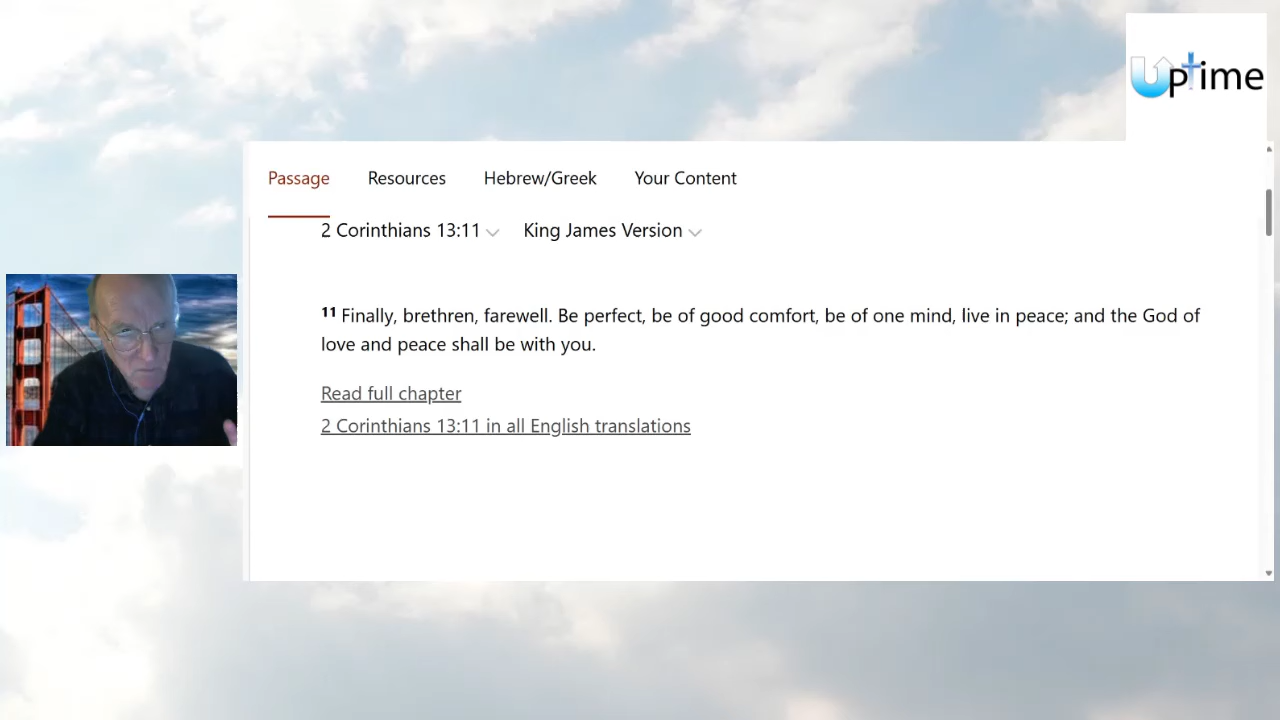 Uptime
Passage Resources Hebrew/Greek Your Content
2 Corinthians 13:11 King James Version
11 Finally, brethren, farewell. Be perfect, be of good comfort, be of one mind, live in peace; and the God of
love and peace shall be with you.
Read full chapter
2 Corinthians 13:11 in all English translations